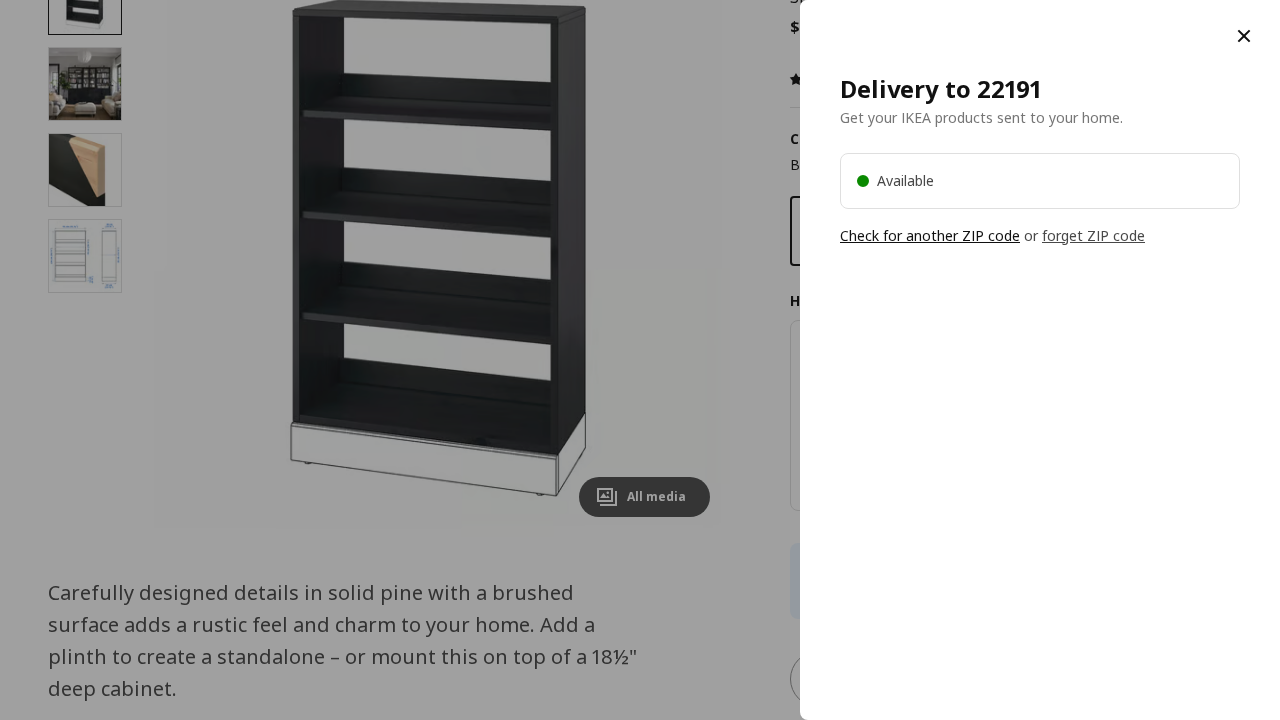 $
C
B
H
All media
Carefully designed details in solid pine with a brushed
surface adds a rustic feel and charm to your home. Add a
plinth to create a standalone – or mount this on top of a 18½"
deep cabinet.
Delivery to 22191
Get your IKEA products sent to your home.
Available
Check for another ZIP code or forget ZIP code